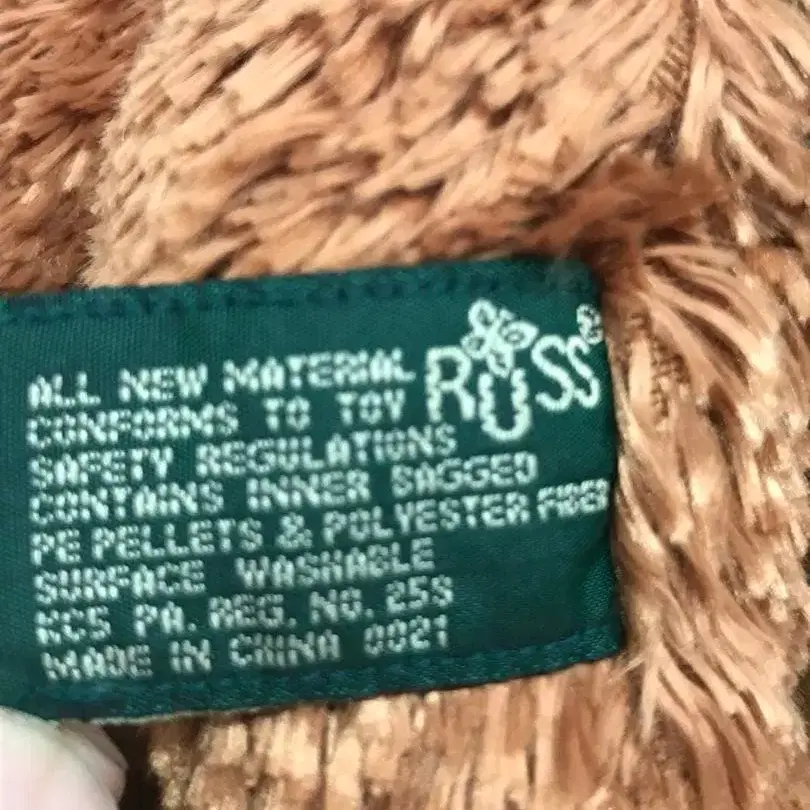 RUSS®
ALL NEW MATERIAL
CONFORMS TO TOY
SAFETY REGULATIONS
CONTAINS INNER BAGGED
PE PELLETS & POLYESTER FIBER
SURFACE WASHABLE
KCS PA. REG. NO. 258
MADE IN CHINA 0021